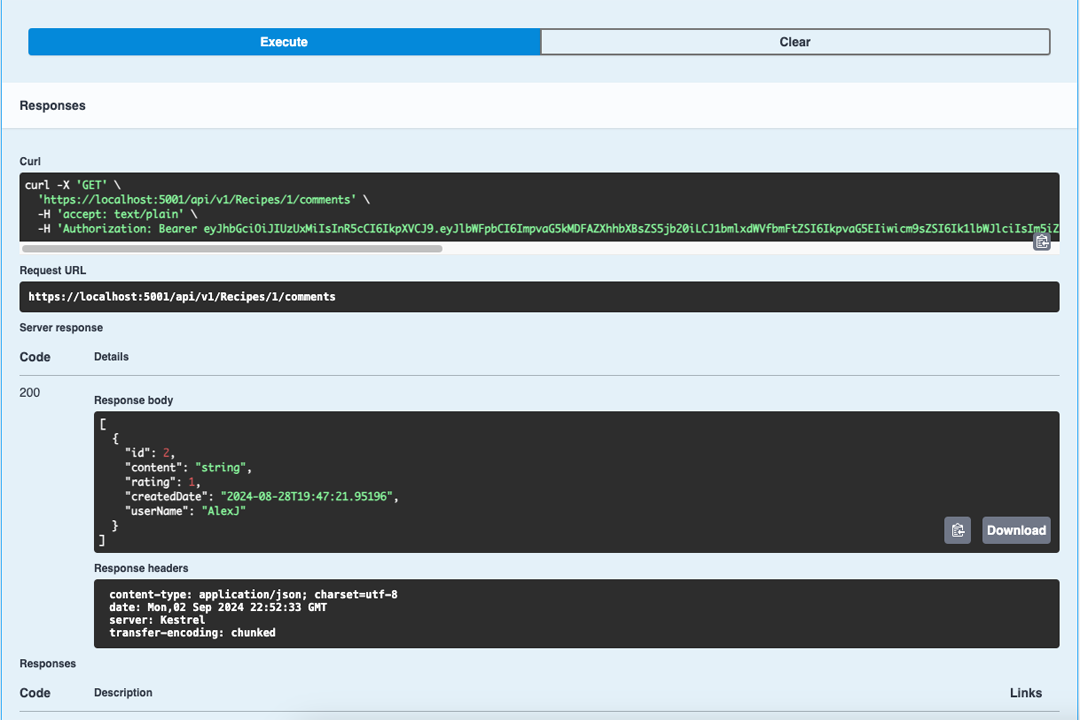 Execute
Clear
Responses
Curl
curl -X 'GET' \
'https://localhost:5001/api/v1/Recipes/1/comments' \
-H 'accept: text/plain' \
-H 'Authorization: Bearer eyJhbGciOiJIUzUxMiIsInR5cCI6IkpXVCJ9.eyJlbWFpbCI6ImpvaG5kMDFAZXhhbXBsZS5jb20iLCJ1bmlxdWVfbmFtZSI6IkpvaG5EIiwicm9sZSI6Ik1lbWJlciIsIm5iZ
Request URL
https://localhost:5001/api/v1/Recipes/1/comments
Server response
Code Details
200
Response body
[
{
"id": 2,
"content": "string",
"rating": 1,
"createdDate": "2024-08-28T19:47:21.95196",
"userName": "AlexJ"
}
]
Download
Response headers
content-type: application/json; charset=utf-8
date: Mon,02 Sep 2024 22:52:33 GMT
server: Kestrel
transfer-encoding: chunked
Responses
Code Description Links